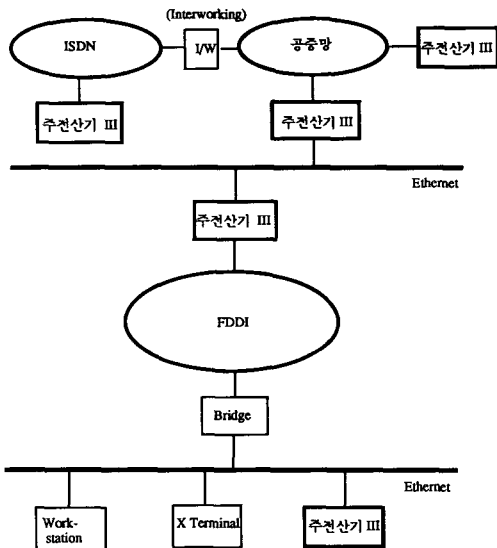 (Interworking)
ISDN
I/W
공중망
주전산기 III
주전산기 III
주전산기 III
Ethernet
주전산기 III
FDDI
Bridge
Ethernet
Work-
station
X Terminal
주전산기 III